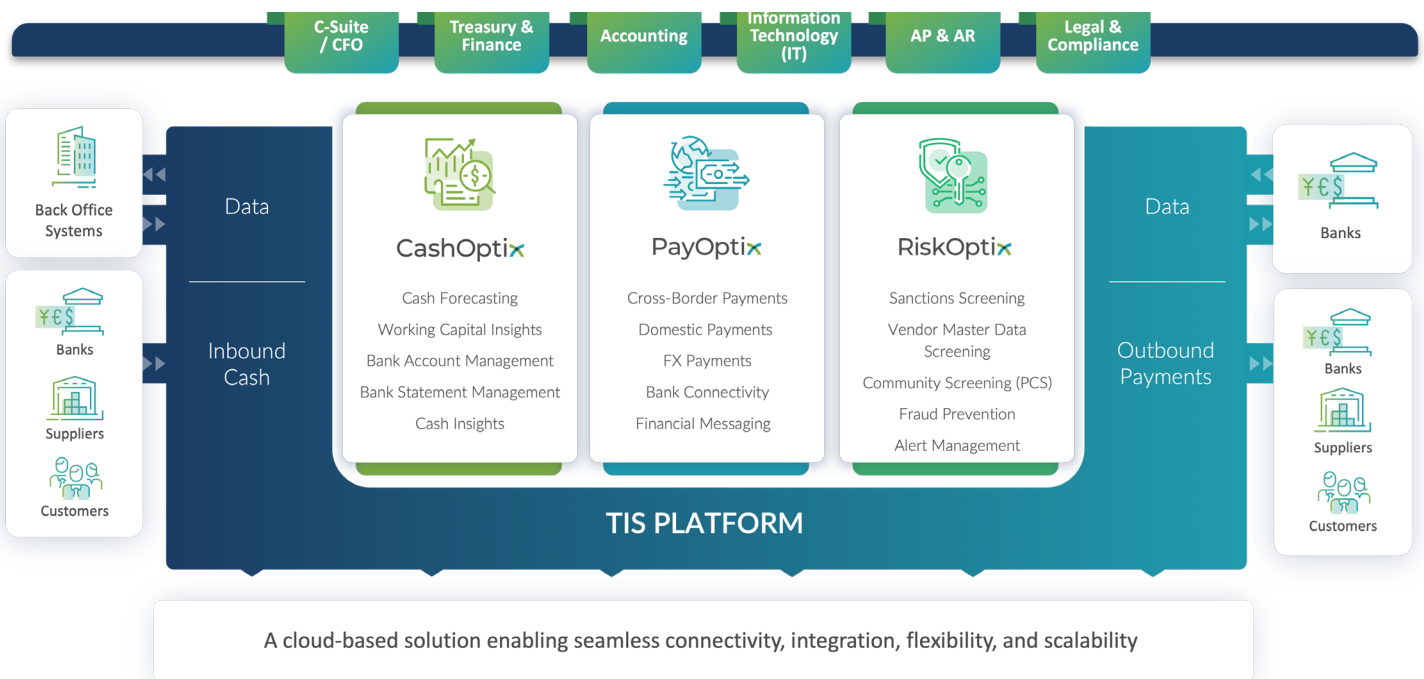 C-Suite
/ CFO
Treasury &
Finance
Accounting
Information
Technology
(IT)
AP & AR
Legal &
Compliance
Back Office
Systems
¥€$
Banks
Suppliers
Customers
Data
Inbound
Cash
CashOptix
Cash Forecasting
Working Capital Insights
Bank Account Management
Bank Statement Management
Cash Insights
PayOptix
Cross-Border Payments
Domestic Payments
FX Payments
Bank Connectivity
Financial Messaging
RiskOptix
Sanctions Screening
Vendor Master Data
Screening
Community Screening (PCS)
Fraud Prevention
Alert Management
Data
Outbound
Payments
¥€$
Banks
¥€$
Banks
Suppliers
Customers
TIS PLATFORM
A cloud-based solution enabling seamless connectivity, integration, flexibility, and scalability